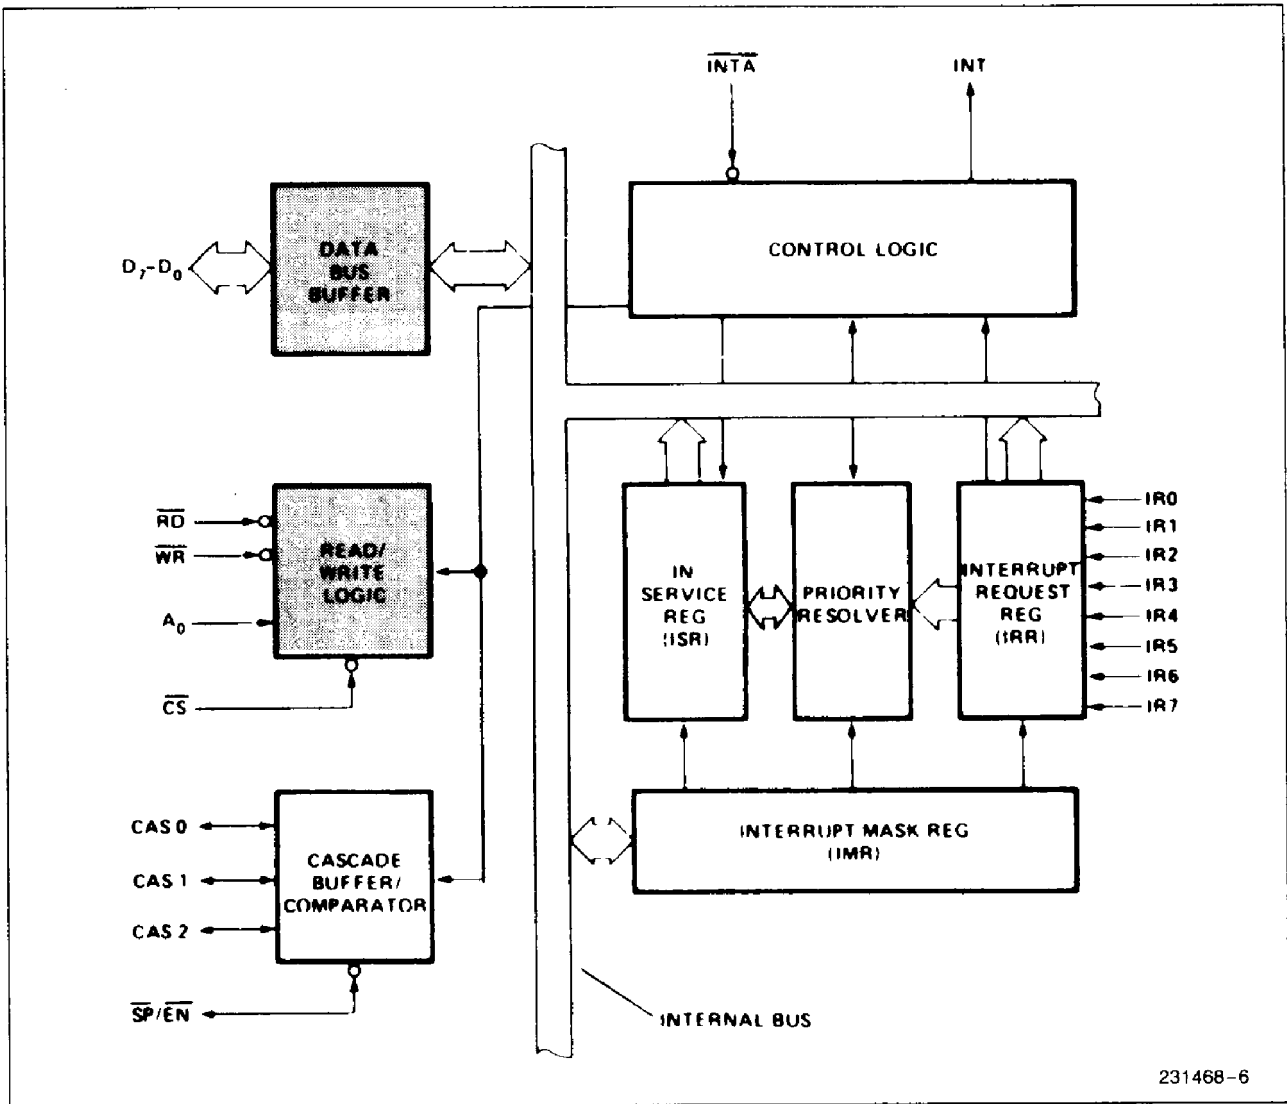 INTA
INT
CONTROL LOGIC
D7-D0
DATA
BUS
BUFFER
RD
WR
A0
CS
READ/
WRITE
LOGIC
IN
SERVICE
REG
(ISR)
PRIORITY
RESOLVER
INTERRUPT
REQUEST
REG
(IRR)
IR0
IR1
IR2
IR3
IR4
IR5
IR6
IR7
CAS 0
CAS 1
CAS 2
SP/EN
CASCADE
BUFFER/
COMPARATOR
INTERRUPT MASK REG
(IMR)
INTERNAL BUS
231468-6